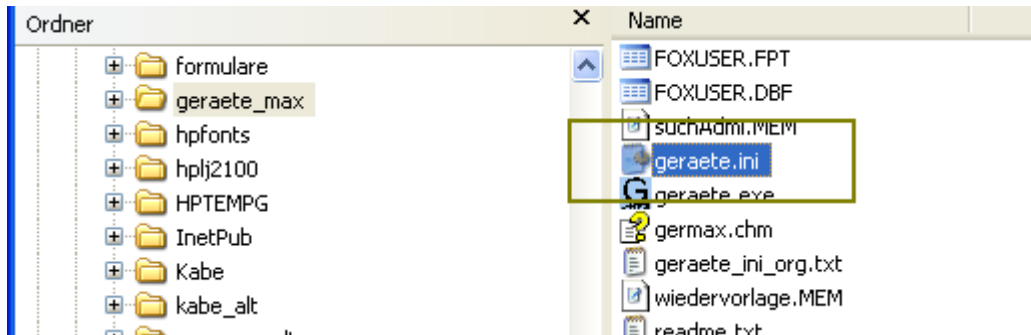 Ordner
formulare
geraete_max
hpfonts
hplj2100
HPTEMPG
InetPub
Kabe
kabe_alt
Name
FOXUSER.FPT
FOXUSER.DBF
suchAdmi.MEM
geraete.ini
geraete.exe
germax.chm
geraete_ini_org.txt
wiedervorlage.MEM
readme.txt